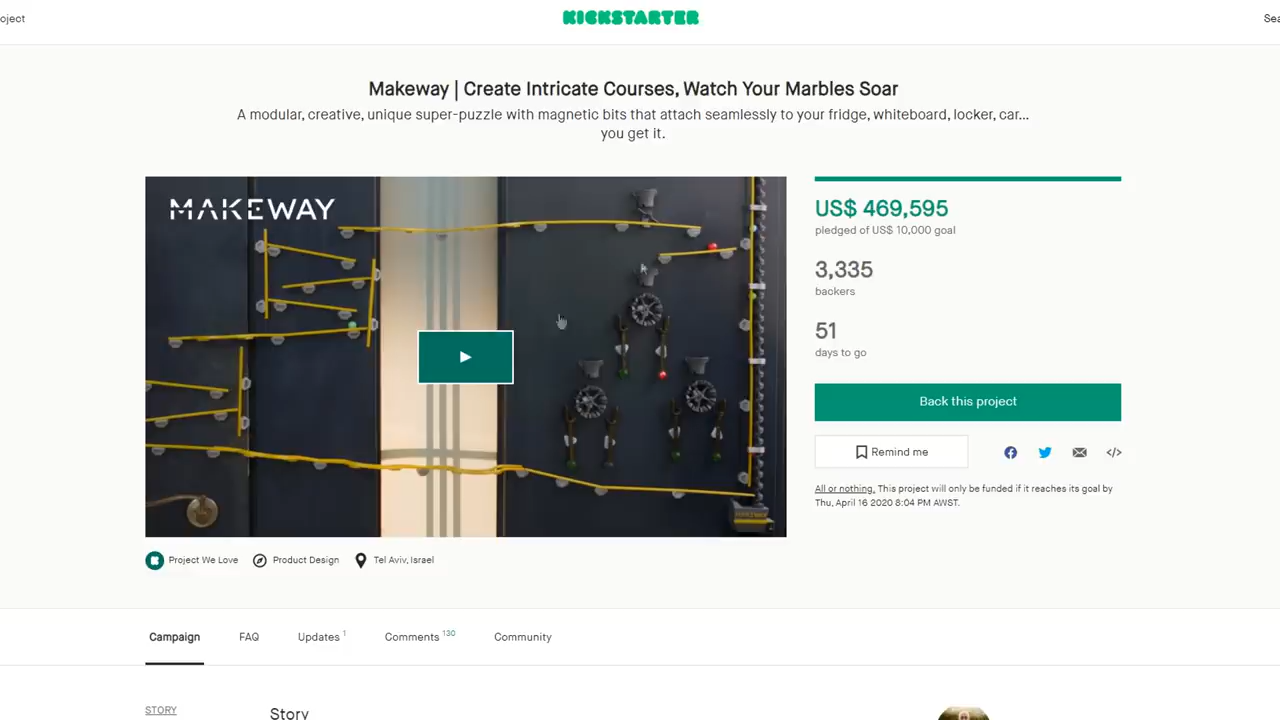 oject
KICKSTARTER
Sea
Makeway | Create Intricate Courses, Watch Your Marbles Soar
A modular, creative, unique super-puzzle with magnetic bits that attach seamlessly to your fridge, whiteboard, locker, car...
you get it.
MAKEWAY
US$ 469,595
pledged of US$ 10,000 goal
3,335
backers
51
days to go
Back this project
Remind me
All or nothing. This project will only be funded if it reaches its goal by
Thu, April 16 2020 8:04 PM AWST.
Project We Love
Product Design
Tel Aviv, Israel
Campaign
FAQ
Updates 1
Comments 130
Community
STORY
Story